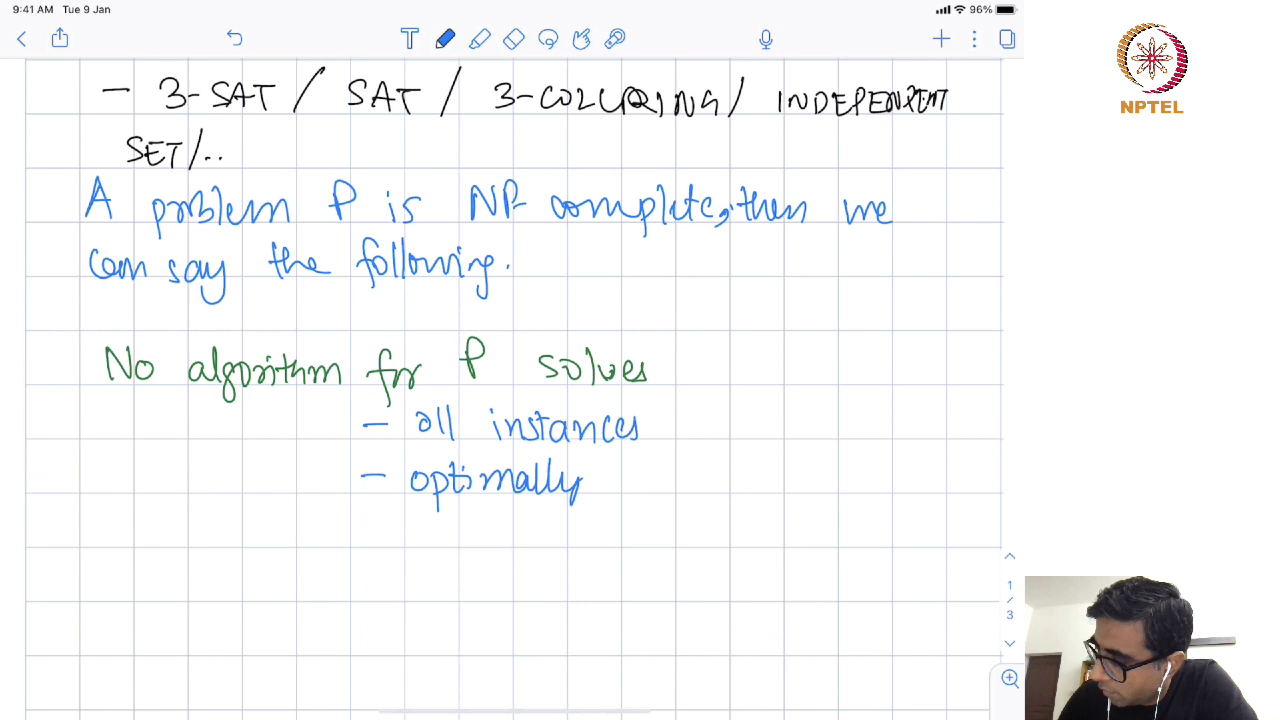 9:41 AM Tue 9 Jan
96%
NPTEL
- 3-SAT / SAT / 3-COLORING / INDEPENDENT
SET/..
A problem P is NP complete, then we
can say the following.
No algorithm for P solves
- all instances
- optimally
1
/
3